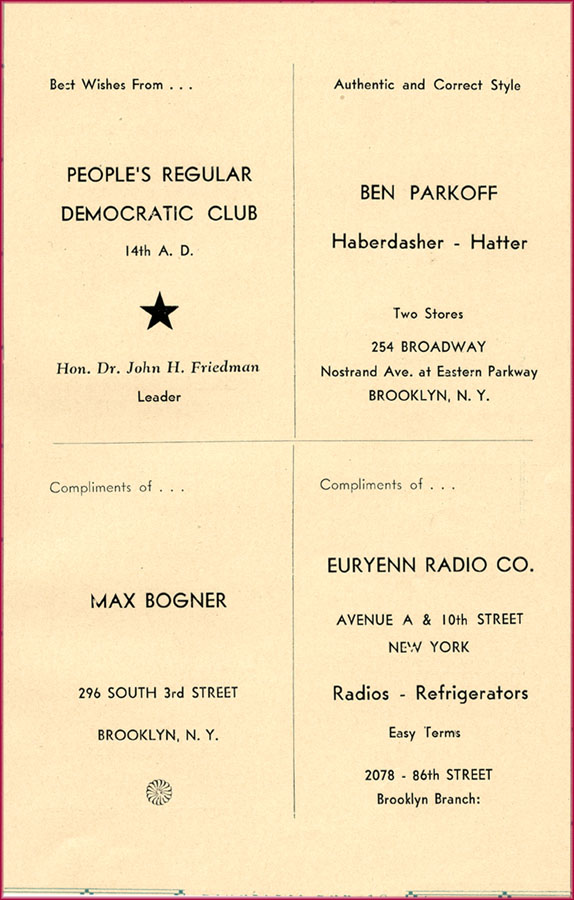 Best Wishes From . . .
PEOPLE'S REGULAR
DEMOCRATIC CLUB
14th A. D.
Hon. Dr. John H. Friedman
Leader
Authentic and Correct Style
BEN PARKOFF
Haberdasher - Hatter
Two Stores
254 BROADWAY
Nostrand Ave. at Eastern Parkway
BROOKLYN, N. Y.
Compliments of . . .
MAX BOGNER
296 SOUTH 3rd STREET
BROOKLYN, N. Y.
Compliments of . . .
EURYENN RADIO CO.
AVENUE A & 10th STREET
NEW YORK
Radios - Refrigerators
Easy Terms
2078 - 86th STREET
Brooklyn Branch: